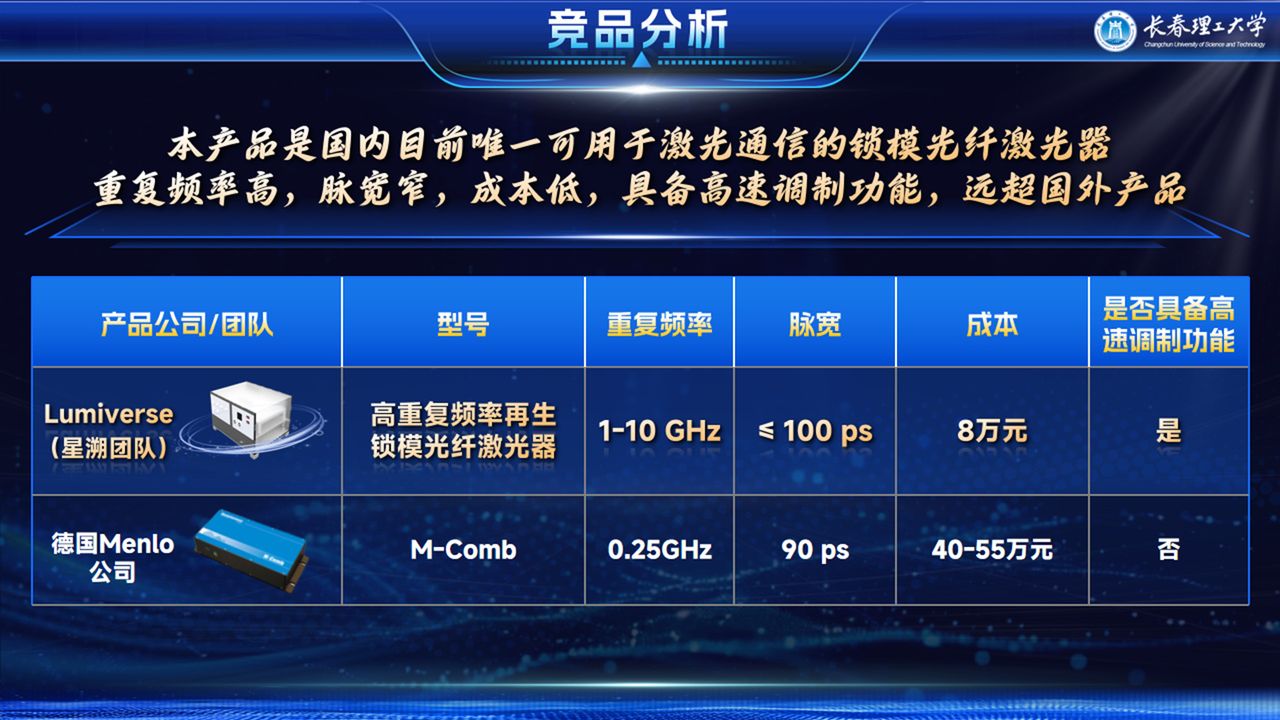 竞品分析
长春理工大学
Changchun University of Science and Technology
本产品是国内目前唯一可用于激光通信的锁模光纤激光器
重复频率高，脉宽窄，成本低，具备高速调制功能，远超国外产品
产品公司/团队
型号
重复频率
脉宽
成本
是否具备高
速调制功能
Lumiverse
（星溯团队）
高重复频率再生
锁模光纤激光器
1-10 GHz
≤ 100 ps
8万元
是
德国Menlo
公司
M-Comb
0.25GHz
90 ps
40-55万元
否